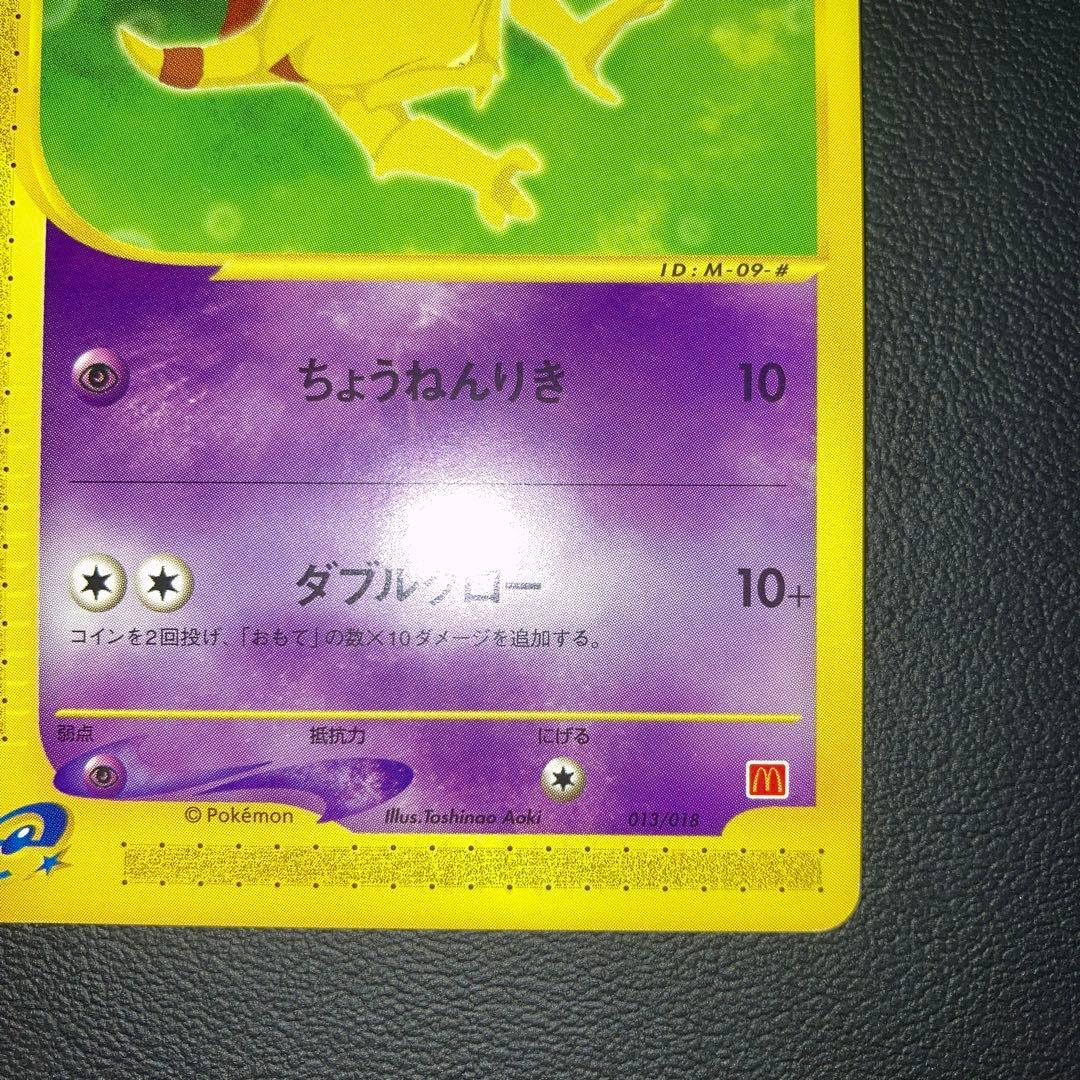 ID:M-09-#
ちょうねんりき 10
ダブルクロー 10+
コインを2回投げ、「おもて」の数×10ダメージを追加する。
弱点 抵抗力 にげる
© Pokémon Illus.Toshinao Aoki 013/018